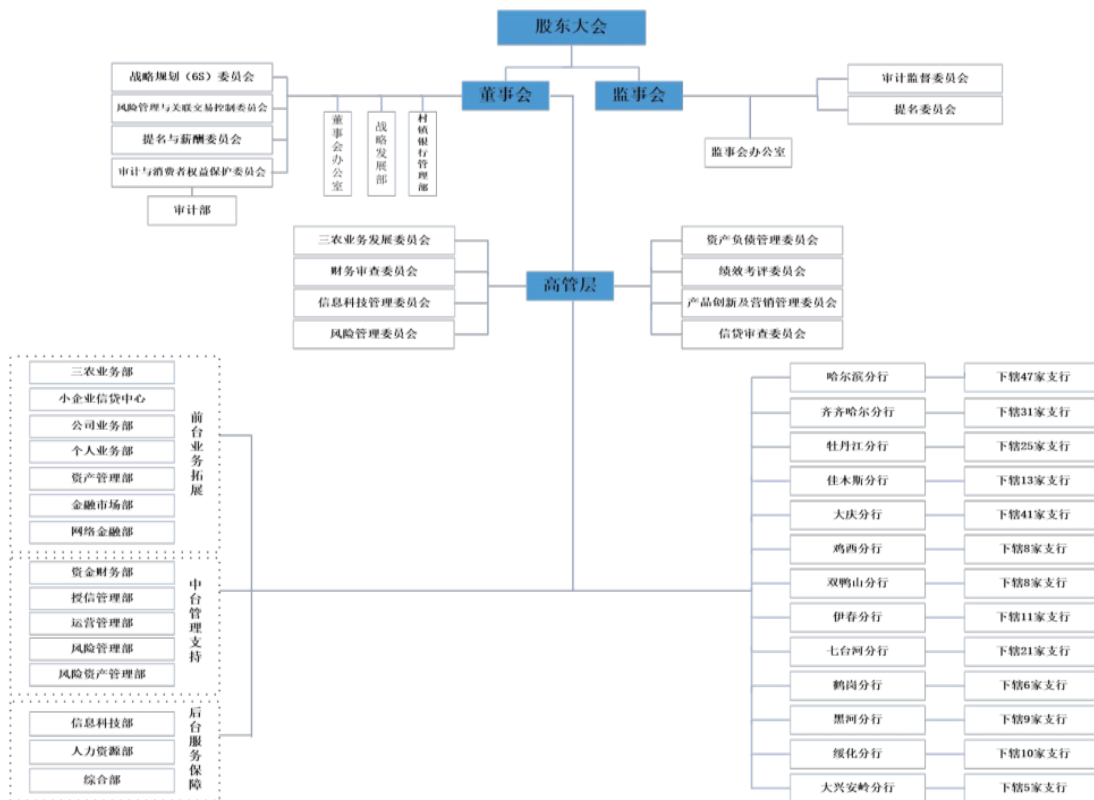 股东大会
董事会
监事会
战略规划（6S）委员会
风险管理与关联交易控制委员会
提名与薪酬委员会
审计与消费者权益保护委员会
审计部
董事会办公室
战略发展部
村镇银行管理部
审计监督委员会
提名委员会
监事会办公室
高管层
三农业务发展委员会
财务审查委员会
信息科技管理委员会
风险管理委员会
资产负债管理委员会
绩效考评委员会
产品创新及营销管理委员会
信贷审查委员会
前台业务拓展
三农业务部
小企业信贷中心
公司业务部
个人业务部
资产管理部
金融市场部
网络金融部
中台管理支持
资金财务部
授信管理部
运营管理部
风险管理部
风险资产管理部
后台服务保障
信息科技部
人力资源部
综合部
哈尔滨分行
下辖47家支行
齐齐哈尔分行
下辖31家支行
牡丹江分行
下辖25家支行
佳木斯分行
下辖13家支行
大庆分行
下辖41家支行
鸡西分行
下辖8家支行
双鸭山分行
下辖8家支行
伊春分行
下辖11家支行
七台河分行
下辖21家支行
鹤岗分行
下辖6家支行
黑河分行
下辖9家支行
绥化分行
下辖10家支行
大兴安岭分行
下辖5家支行